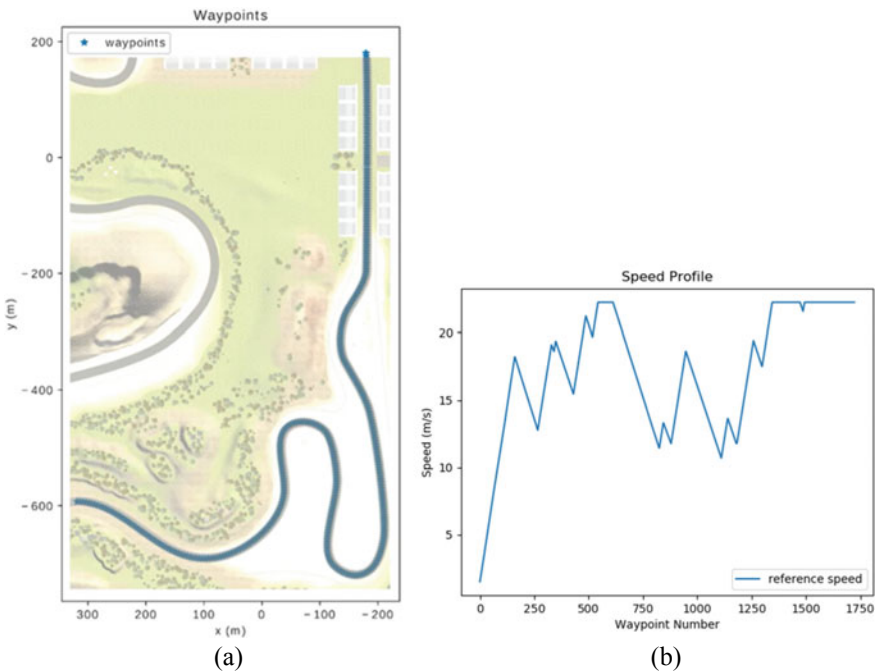 Waypoints
waypoints
200
0
−200
−400
−600
y (m)
300 200 100 0 −100 −200
x (m)
(a)
Speed Profile
20
15
10
5
Speed (m/s)
reference speed
0 250 500 750 1000 1250 1500 1750
Waypoint Number
(b)